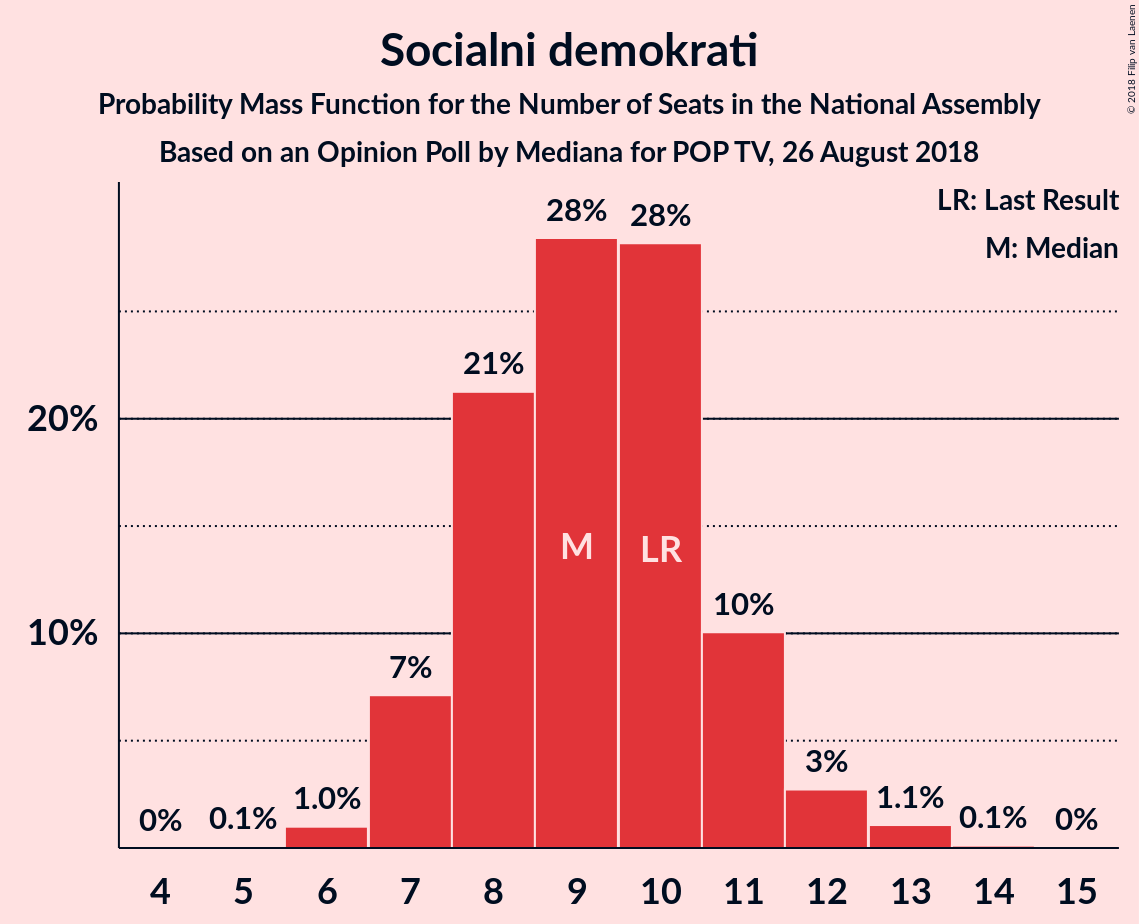 Socialni demokrati
Probability Mass Function for the Number of Seats in the National Assembly
Based on an Opinion Poll by Mediana for POP TV, 26 August 2018
© 2018 Filip van Laenen
LR: Last Result
M: Median
28%
28%
21%
20%
M
LR
10%
10%
7%
3%
0%
0.1%
1.0%
1.1%
0.1%
0%
4 5 6 7 8 9 10 11 12 13 14 15